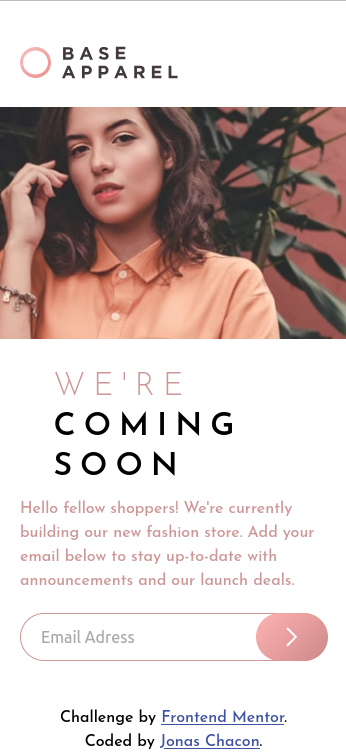 BASE
APPAREL
WE'RE
COMING
SOON
Hello fellow shoppers! We're currently
building our new fashion store. Add your
email below to stay up-to-date with
announcements and our launch deals.
Email Adress
Challenge by Frontend Mentor.
Coded by Jonas Chacon.